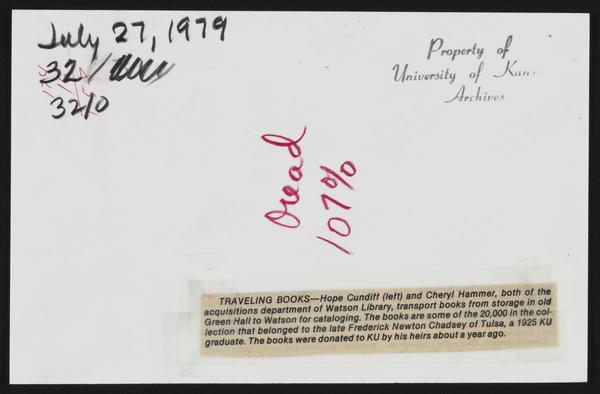 July 27, 1979
32/
32/0
Property of
University of Kan
Archives
Oread
107%
TRAVELING BOOKS—Hope Cundiff (left) and Cheryl Hammer, both of the
acquisitions department of Watson Library, transport books from storage in old
Green Hall to Watson for cataloging. The books are some of the 20,000 in the col-
lection that belonged to the late Frederick Newton Chadsey of Tulsa, a 1925 KU
graduate. The books were donated to KU by his heirs about a year ago.